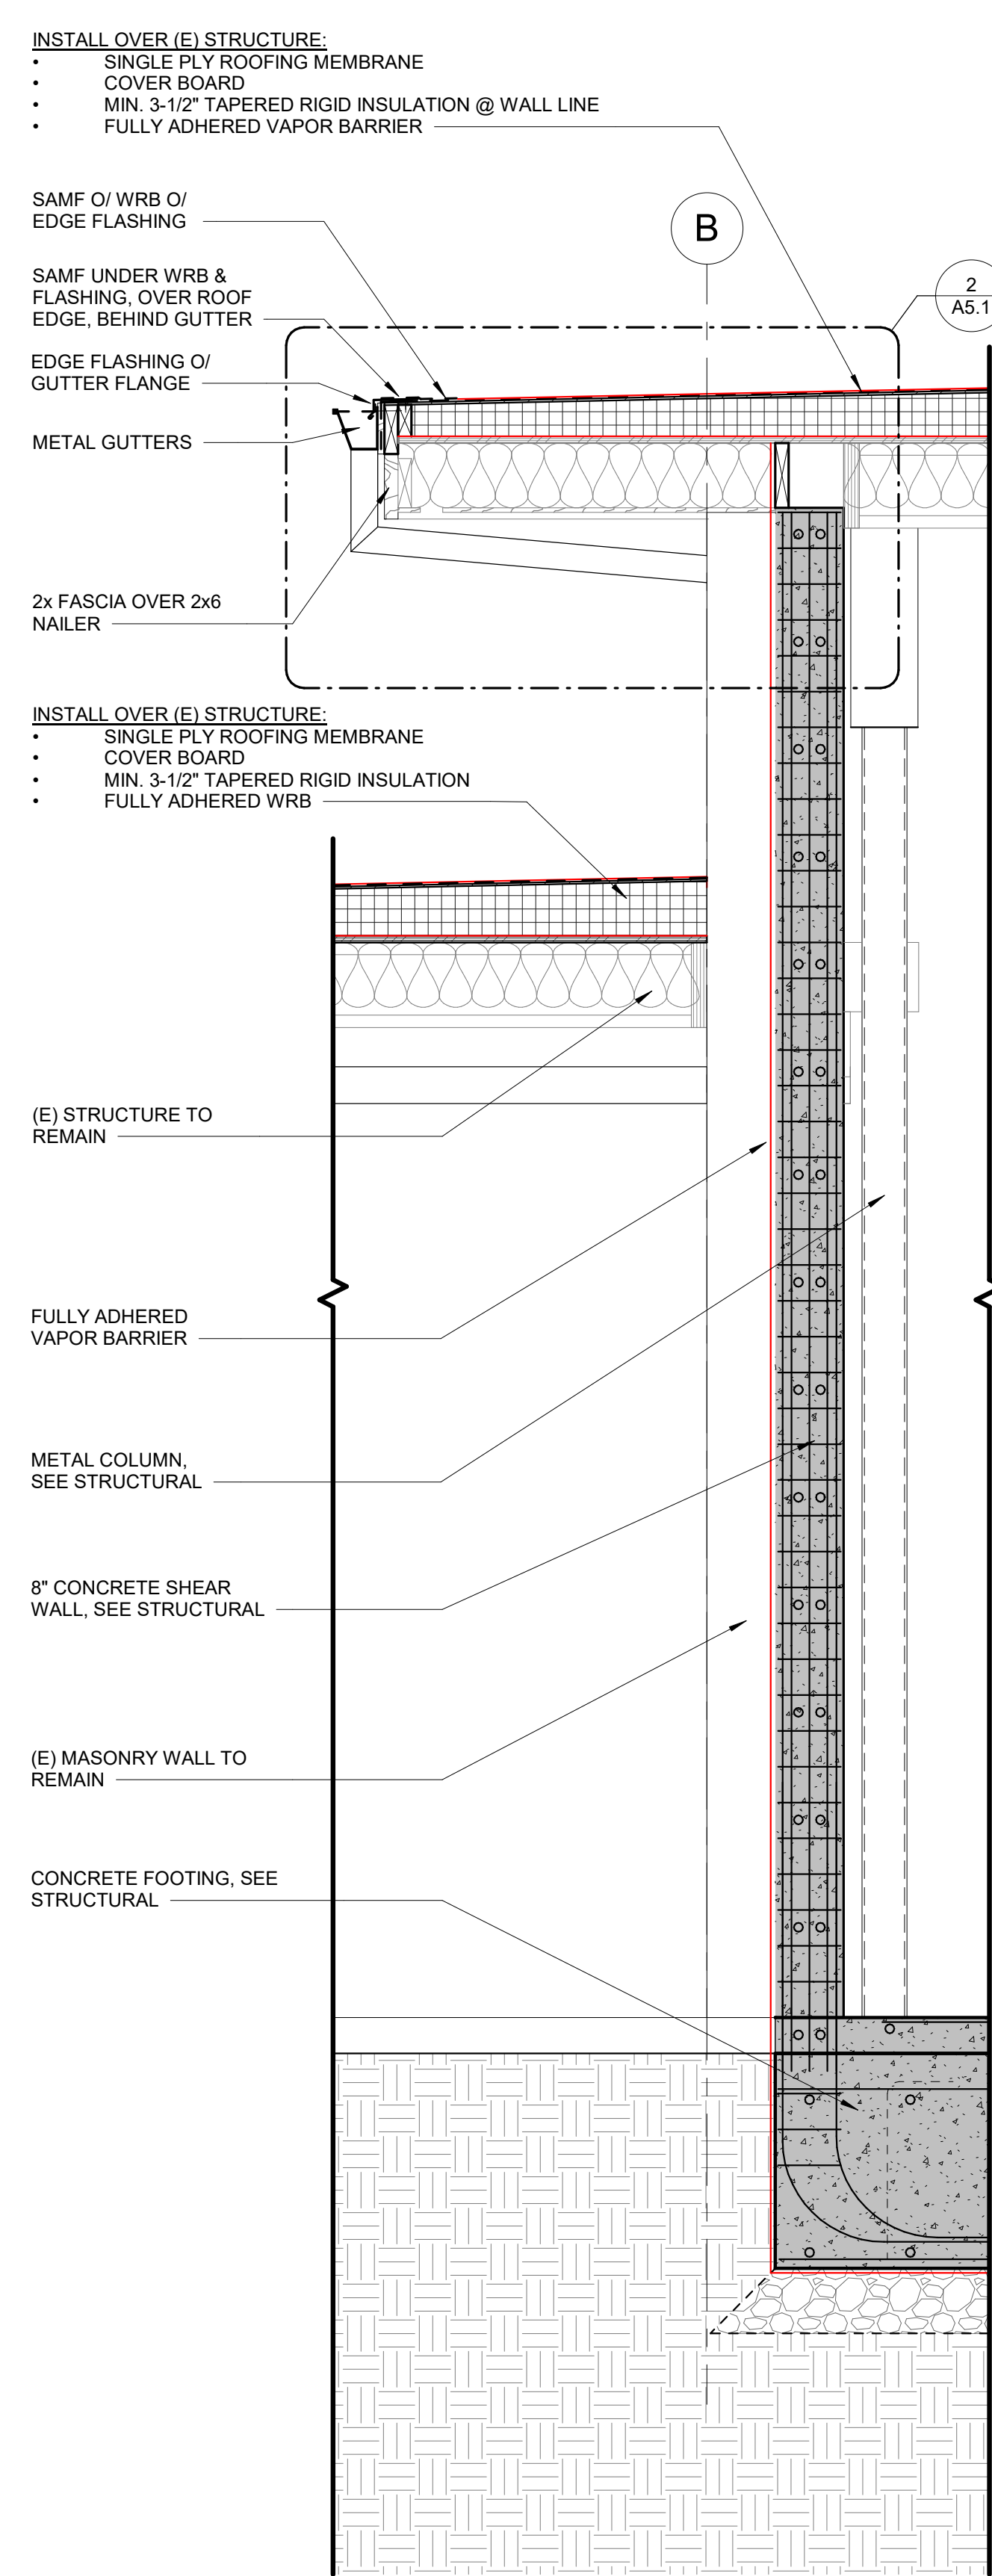 INSTALL OVER (E) STRUCTURE:
• SINGLE PLY ROOFING MEMBRANE
• COVER BOARD
• MIN. 3-1/2" TAPERED RIGID INSULATION @ WALL LINE
• FULLY ADHERED VAPOR BARRIER
SAMF O/ WRB O/
EDGE FLASHING
B
SAMF UNDER WRB &
FLASHING, OVER ROOF
EDGE, BEHIND GUTTER
2
A5.1
EDGE FLASHING O/
GUTTER FLANGE
METAL GUTTERS
2x FASCIA OVER 2x6
NAILER
INSTALL OVER (E) STRUCTURE:
• SINGLE PLY ROOFING MEMBRANE
• COVER BOARD
• MIN. 3-1/2" TAPERED RIGID INSULATION
• FULLY ADHERED WRB
(E) STRUCTURE TO
REMAIN
FULLY ADHERED
VAPOR BARRIER
METAL COLUMN,
SEE STRUCTURAL
8" CONCRETE SHEAR
WALL, SEE STRUCTURAL
(E) MASONRY WALL TO
REMAIN
CONCRETE FOOTING, SEE
STRUCTURAL